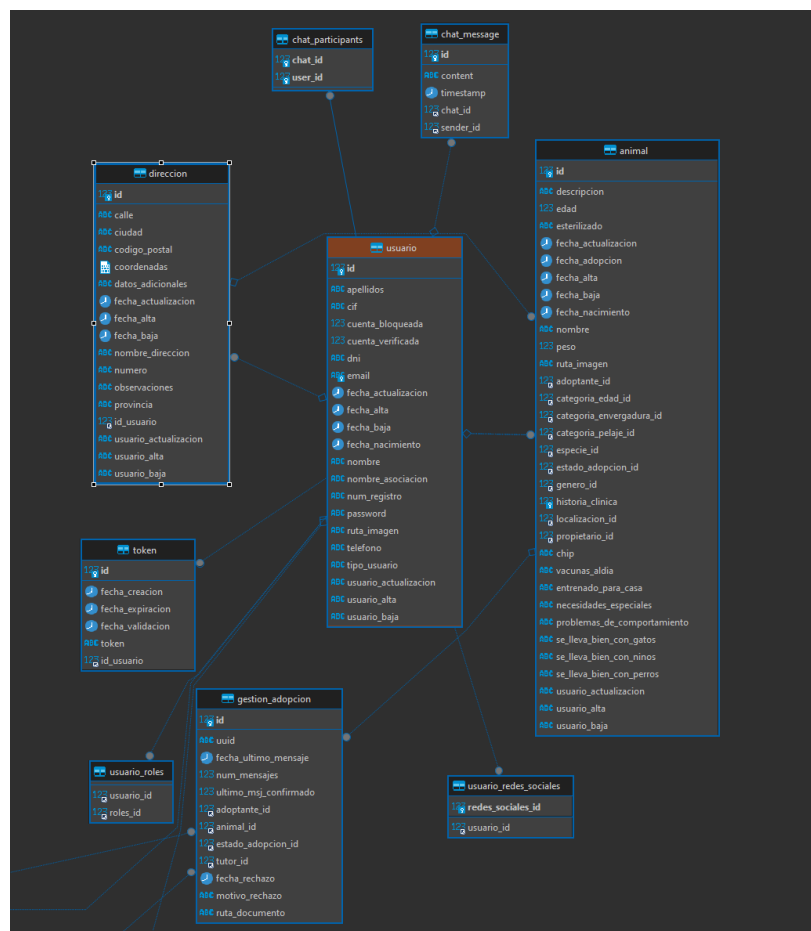 chat_participants
chat_id
user_id
chat_message
id
content
timestamp
chat_id
sender_id
direccion
id
calle
ciudad
codigo_postal
coordenadas
datos_adicionales
fecha_actualizacion
fecha_alta
fecha_baja
nombre_direccion
numero
observaciones
provincia
id_usuario
usuario_actualizacion
usuario_alta
usuario_baja
usuario
id
apellidos
cif
cuenta_bloqueada
cuenta_verificada
dni
email
fecha_actualizacion
fecha_alta
fecha_baja
fecha_nacimiento
nombre
nombre_asociacion
num_registro
password
ruta_imagen
telefono
tipo_usuario
usuario_actualizacion
usuario_alta
usuario_baja
animal
id
descripcion
edad
esterilizado
fecha_actualizacion
fecha_adopcion
fecha_alta
fecha_baja
fecha_nacimiento
nombre
peso
ruta_imagen
adoptante_id
categoria_edad_id
categoria_envergadura_id
categoria_pelaje_id
especie_id
estado_adopcion_id
genero_id
historia_clinica
localizacion_id
propietario_id
chip
vacunas_aldia
entrenado_para_casa
necesidades_especiales
problemas_de_comportamiento
se_lleva_bien_con_gatos
se_lleva_bien_con_ninos
se_lleva_bien_con_perros
usuario_actualizacion
usuario_alta
usuario_baja
token
id
fecha_creacion
fecha_expiracion
fecha_validacion
token
id_usuario
gestion_adopcion
id
uuid
fecha_ultimo_mensaje
num_mensajes
ultimo_msj_confirmado
adoptante_id
animal_id
estado_adopcion_id
tutor_id
fecha_rechazo
motivo_rechazo
ruta_documento
usuario_roles
usuario_id
roles_id
usuario_redes_sociales
redes_sociales_id
usuario_id